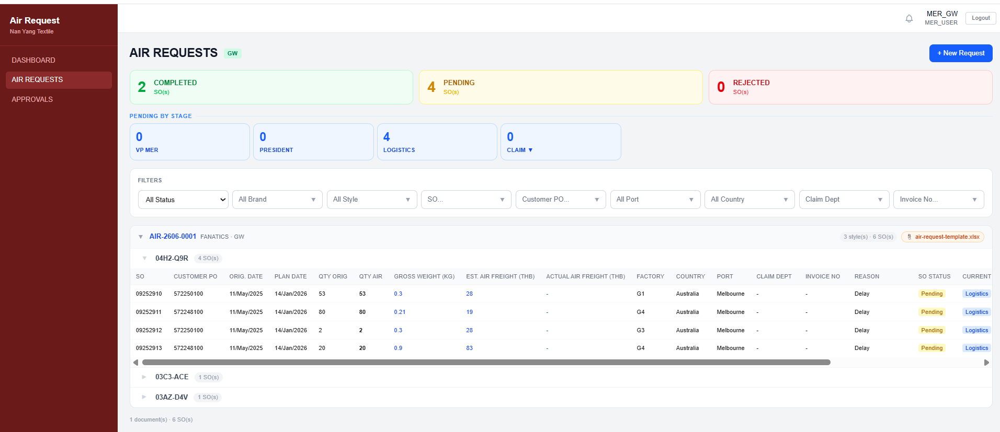 Air Request
Nan Yang Textile
DASHBOARD
AIR REQUESTS
APPROVALS
MER_GW
MER_USER
Logout
AIR REQUESTS GW
+ New Request
2 COMPLETED
SO(s)
4 PENDING
SO(s)
0 REJECTED
SO(s)
PENDING BY STAGE
0
VP MER
0
PRESIDENT
4
LOGISTICS
0
CLAIM ▼
FILTERS
All Status
All Brand ▼
All Style ▼
SO... ▼
Customer PO... ▼
All Port ▼
All Country ▼
Claim Dept ▼
Invoice No... ▼
▼ AIR-2606-0001 FANATICS · GW 3 style(s) · 6 SO(s) air-request-template.xlsx
▼ 04H2-Q9R 4 SO(s)
SO CUSTOMER PO ORIG. DATE PLAN DATE QTY ORIG QTY AIR GROSS WEIGHT (KG) EST. AIR FREIGHT (THB) ACTUAL AIR FREIGHT (THB) FACTORY COUNTRY PORT CLAIM DEPT INVOICE NO REASON SO STATUS CURRENT
09252910 572250100 11/May/2025 14/Jan/2026 53 53 0.3 28 - G1 Australia Melbourne - - Delay Pending Logistics
09252911 572248100 11/May/2025 14/Jan/2026 80 80 0.21 19 - G4 Australia Melbourne - - Delay Pending Logistics
09252912 572250100 11/May/2025 14/Jan/2026 2 2 0.3 28 - G3 Australia Melbourne - - Delay Pending Logistics
09252913 572248100 11/May/2025 14/Jan/2026 20 20 0.9 83 - G4 Australia Melbourne - - Delay Pending Logistics
▶ 03C3-ACE 1 SO(s)
▶ 03AZ-D4V 1 SO(s)
1 document(s) · 6 SO(s)